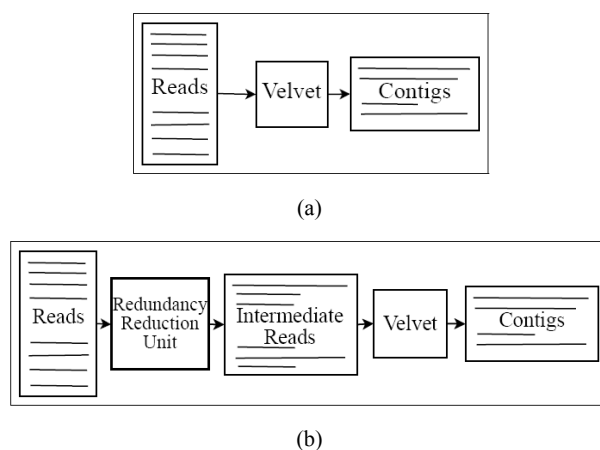 Reads
Velvet
Contigs
(a)
Reads
Redundancy
Reduction
Unit
Intermediate
Reads
Velvet
Contigs
(b)